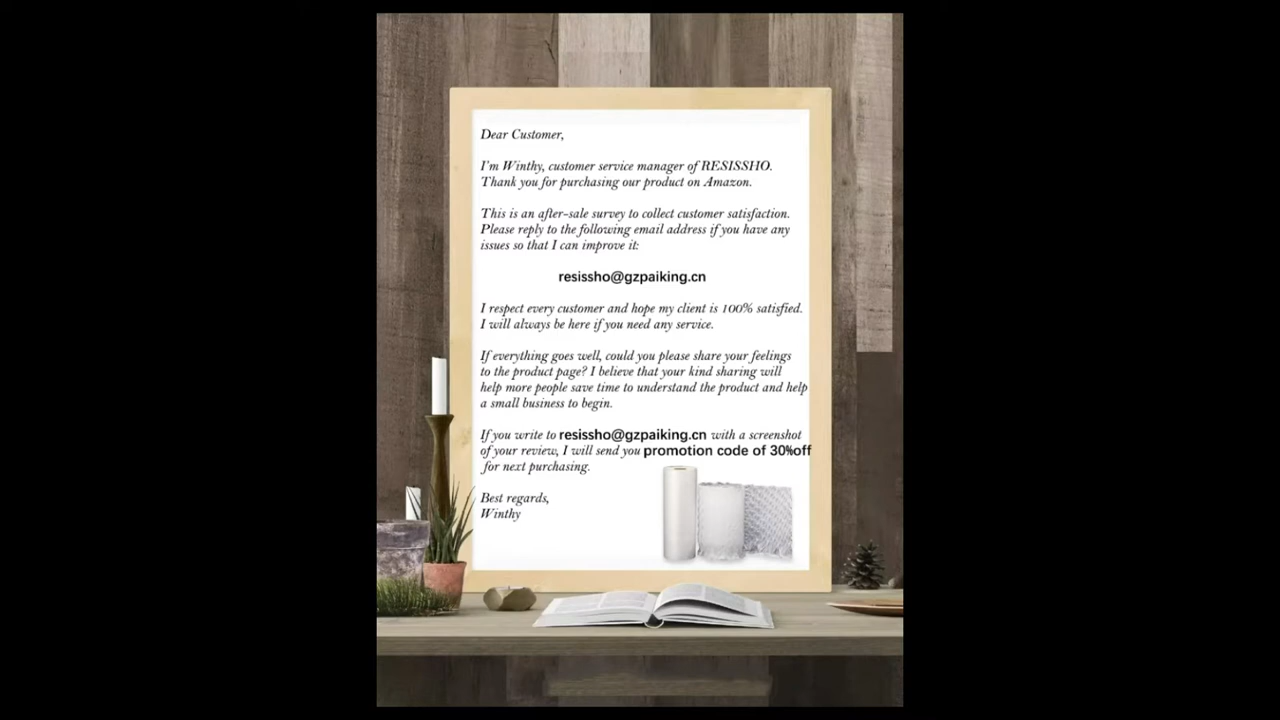 Dear Customer,
I'm Winthy, customer service manager of RESISSHO.
Thank you for purchasing our product on Amazon.
This is an after-sale survey to collect customer satisfaction.
Please reply to the following email address if you have any
issues so that I can improve it:
resissho@gzpaiking.cn
I respect every customer and hope my client is 100% satisfied.
I will always be here if you need any service.
If everything goes well, could you please share your feelings
to the product page? I believe that your kind sharing will
help more people save time to understand the product and help
a small business to begin.
If you write to resissho@gzpaiking.cn with a screenshot
of your review, I will send you promotion code of 30%off
for next purchasing.
Best regards,
Winthy